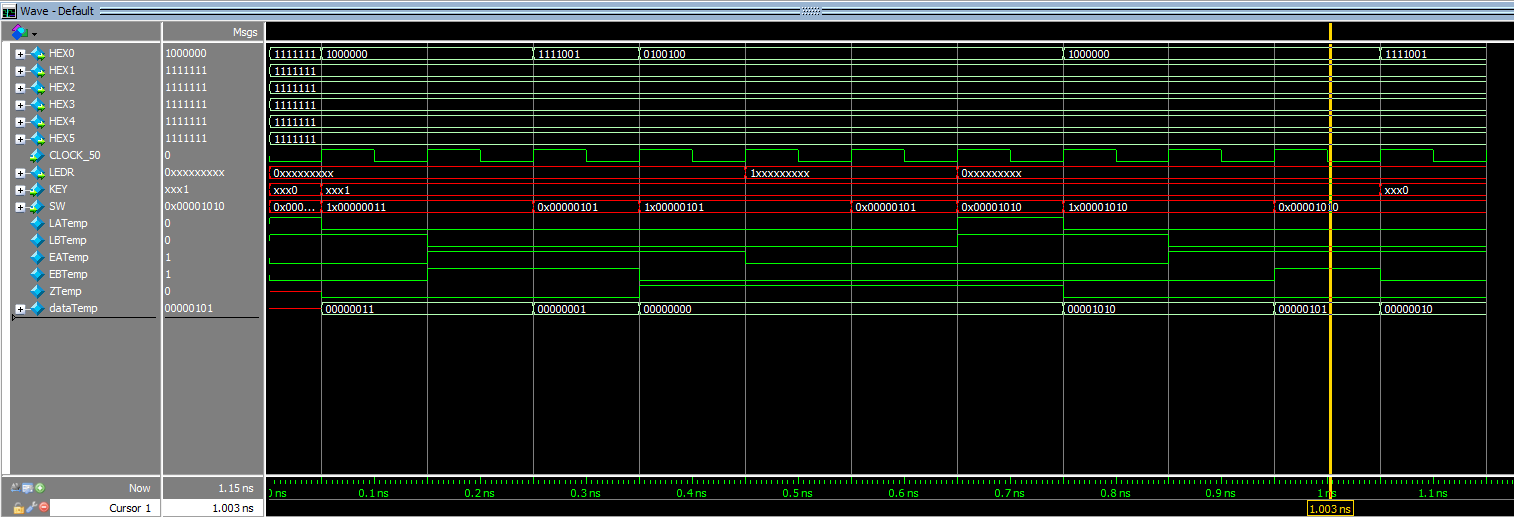 Wave - Default
Msgs
HEX0 1000000 1111111 1000000 1111001 0100100 1000000 1111001
HEX1 1111111 1111111
HEX2 1111111 1111111
HEX3 1111111 1111111
HEX4 1111111 1111111
HEX5 1111111 1111111
CLOCK_50 0
LEDR 0xxxxxxxxx 0xxxxxxxxx 1xxxxxxxxx 0xxxxxxxxx
KEY xxx1 xxx0 xxx1 xxx0
SW 0x00001010 0x000... 1x00000011 0x00000101 1x00000101 0x00000101 0x00001010 1x00001010 0x00001010
LATemp 0
LBTemp 0
EATemp 1
EBTemp 1
ZTemp 0
dataTemp 00000101 00000011 00000001 00000000 00001010 00000101 00000010
Now 1.15 ns ns 0.1 ns 0.2 ns 0.3 ns 0.4 ns 0.5 ns 0.6 ns 0.7 ns 0.8 ns 0.9 ns 1 ns 1.1 ns
Cursor 1 1.003 ns 1.003 ns